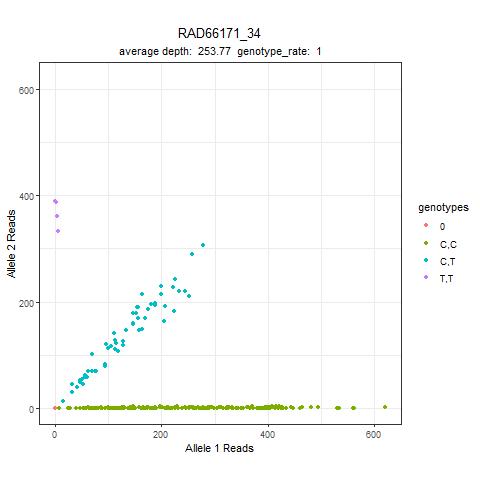 RAD66171_34
average depth: 253.77 genotype_rate: 1
600
400
200
0
Allele 2 Reads
0 200 400 600
Allele 1 Reads
genotypes
0
C,C
C,T
T,T